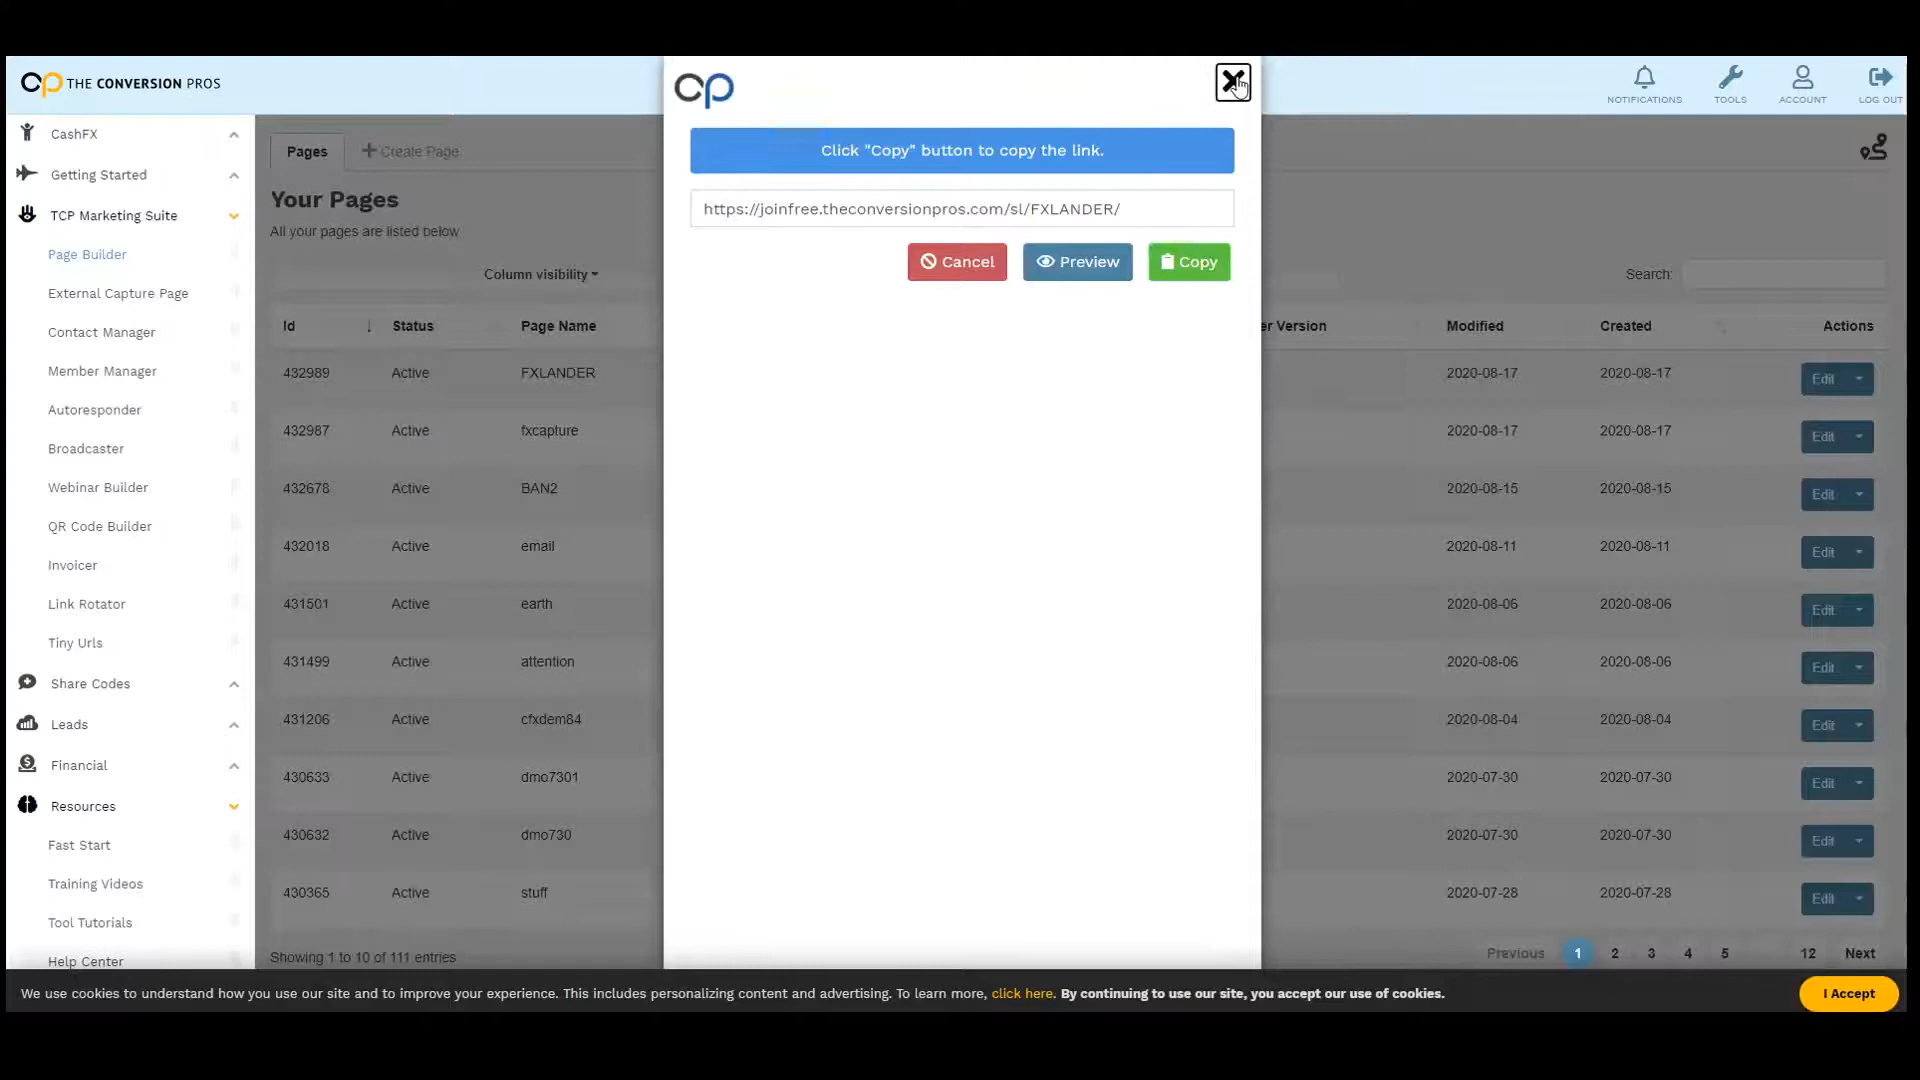 THE CONVERSION PROS
cp
NOTIFICATIONS
TOOLS
ACCOUNT
LOG OUT
CashFX
Getting Started
TCP Marketing Suite
Page Builder
External Capture Page
Contact Manager
Member Manager
Autoresponder
Broadcaster
Webinar Builder
QR Code Builder
Invoicer
Link Rotator
Tiny Urls
Share Codes
Leads
Financial
Resources
Fast Start
Training Videos
Tool Tutorials
Help Center
Pages
Create Page
Your Pages
All your pages are listed below
Column visibility
Search:
Click "Copy" button to copy the link.
https://joinfree.theconversionpros.com/sl/FXLANDER/
Cancel Preview Copy
Id Status Page Name er Version Modified Created Actions
432989 Active FXLANDER 2020-08-17 2020-08-17 Edit
432987 Active fxcapture 2020-08-17 2020-08-17 Edit
432678 Active BAN2 2020-08-15 2020-08-15 Edit
432018 Active email 2020-08-11 2020-08-11 Edit
431501 Active earth 2020-08-06 2020-08-06 Edit
431499 Active attention 2020-08-06 2020-08-06 Edit
431206 Active cfxdem84 2020-08-04 2020-08-04 Edit
430633 Active dmo7301 2020-07-30 2020-07-30 Edit
430632 Active dmo730 2020-07-30 2020-07-30 Edit
430365 Active stuff 2020-07-28 2020-07-28 Edit
Showing 1 to 10 of 111 entries
Previous 1 2 3 4 5 12 Next
We use cookies to understand how you use our site and to improve your experience. This includes personalizing content and advertising. To learn more, click here. By continuing to use our site, you accept our use of cookies.
I Accept